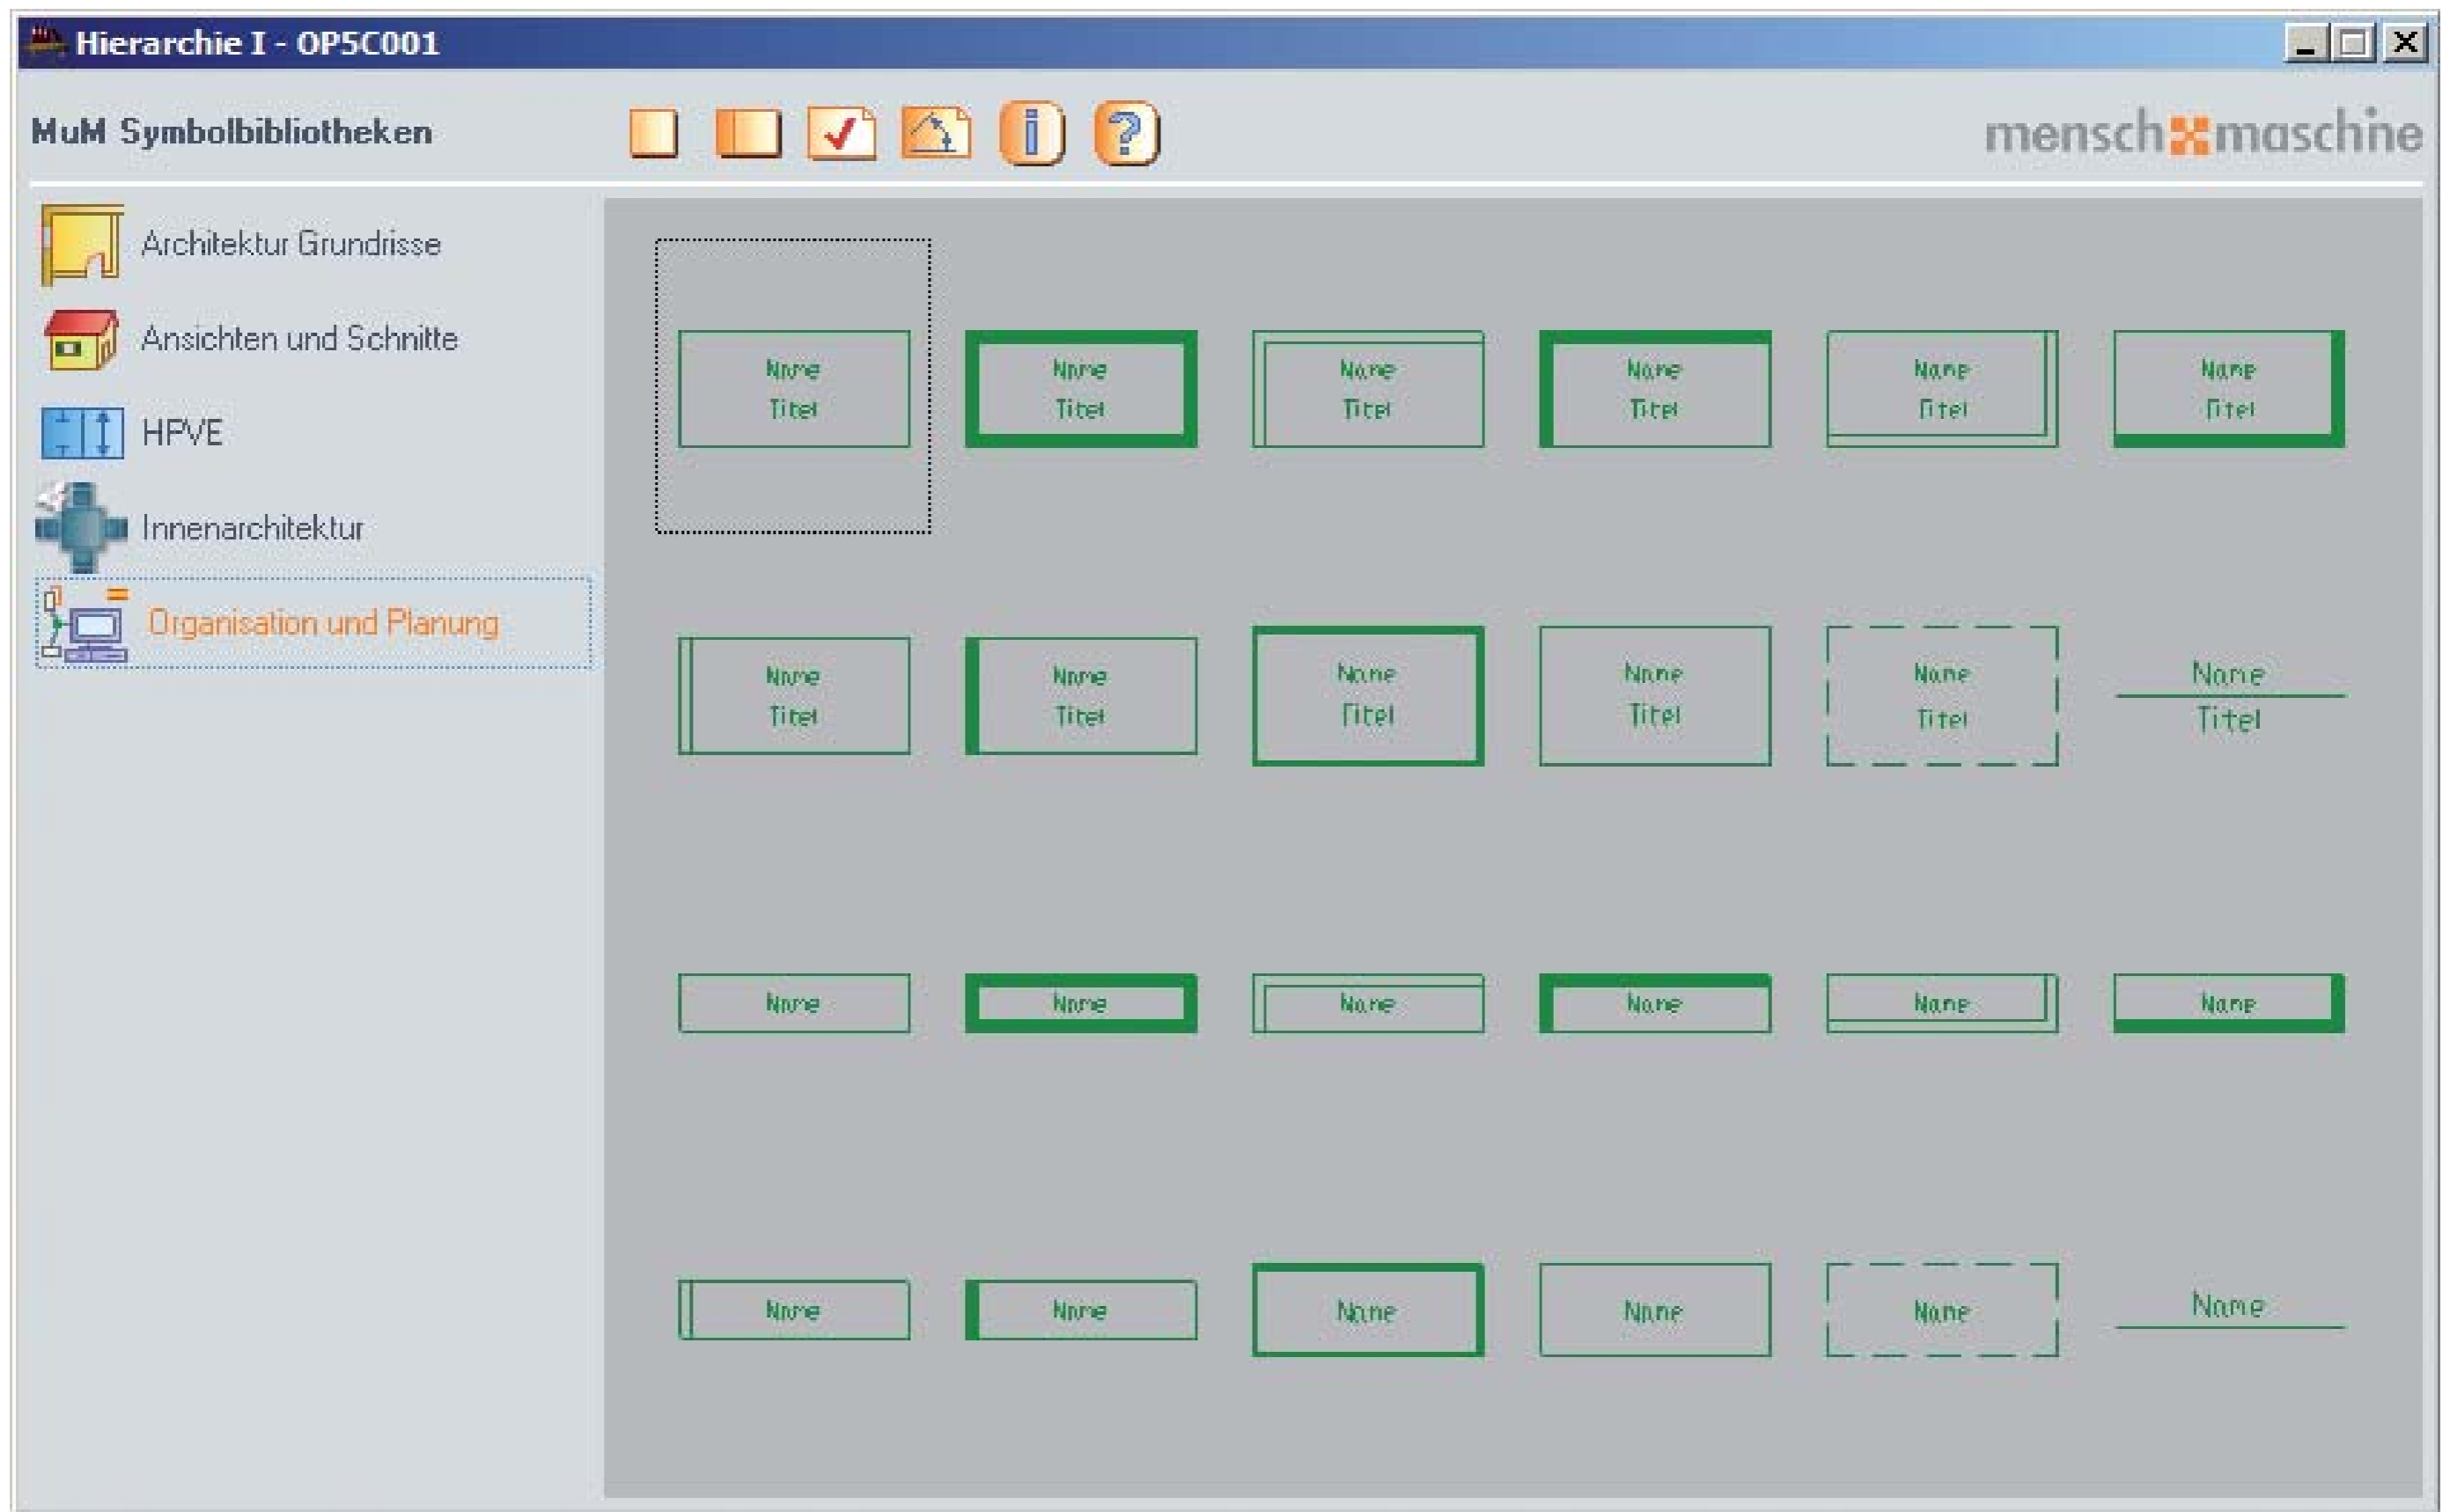 Hierarchie I - OP5C001
MuM Symbolbibliotheken
mensch maschine
Architektur Grundrisse
Ansichten und Schnitte
HPVE
Innenarchitektur
Organisation und Planung
Name Name Name Name Name Name
Titel Titel Titel Titel Titel Titel
Name Name Name Name Name Name
Titel Titel Titel Titel Titel Titel
Name Name Name Name Name Name
Name Name Name Name Name Name